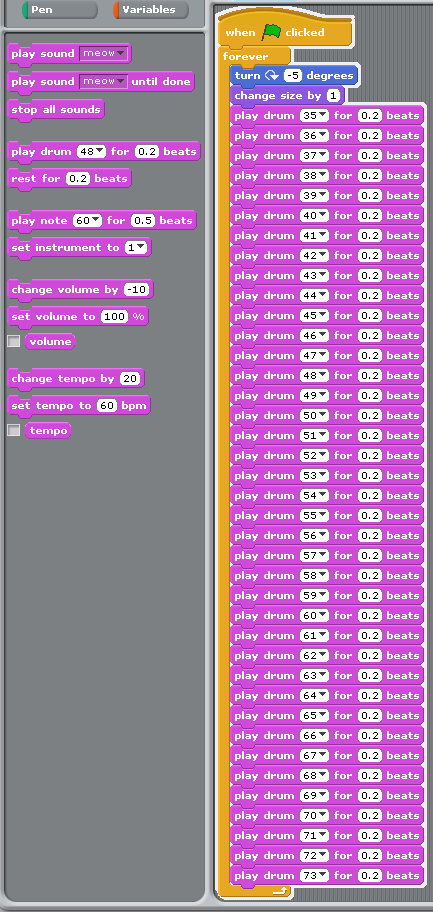 Pen Variables
play sound meow
play sound meow until done
stop all sounds
play drum 48 for 0.2 beats
rest for 0.2 beats
play note 60 for 0.5 beats
set instrument to 1
change volume by -10
set volume to 100 %
volume
change tempo by 20
set tempo to 60 bpm
tempo
when clicked
forever
turn -5 degrees
change size by 1
play drum 35 for 0.2 beats
play drum 36 for 0.2 beats
play drum 37 for 0.2 beats
play drum 38 for 0.2 beats
play drum 39 for 0.2 beats
play drum 40 for 0.2 beats
play drum 41 for 0.2 beats
play drum 42 for 0.2 beats
play drum 43 for 0.2 beats
play drum 44 for 0.2 beats
play drum 45 for 0.2 beats
play drum 46 for 0.2 beats
play drum 47 for 0.2 beats
play drum 48 for 0.2 beats
play drum 49 for 0.2 beats
play drum 50 for 0.2 beats
play drum 51 for 0.2 beats
play drum 52 for 0.2 beats
play drum 53 for 0.2 beats
play drum 54 for 0.2 beats
play drum 55 for 0.2 beats
play drum 56 for 0.2 beats
play drum 57 for 0.2 beats
play drum 58 for 0.2 beats
play drum 59 for 0.2 beats
play drum 60 for 0.2 beats
play drum 61 for 0.2 beats
play drum 62 for 0.2 beats
play drum 63 for 0.2 beats
play drum 64 for 0.2 beats
play drum 65 for 0.2 beats
play drum 66 for 0.2 beats
play drum 67 for 0.2 beats
play drum 68 for 0.2 beats
play drum 69 for 0.2 beats
play drum 70 for 0.2 beats
play drum 71 for 0.2 beats
play drum 72 for 0.2 beats
play drum 73 for 0.2 beats